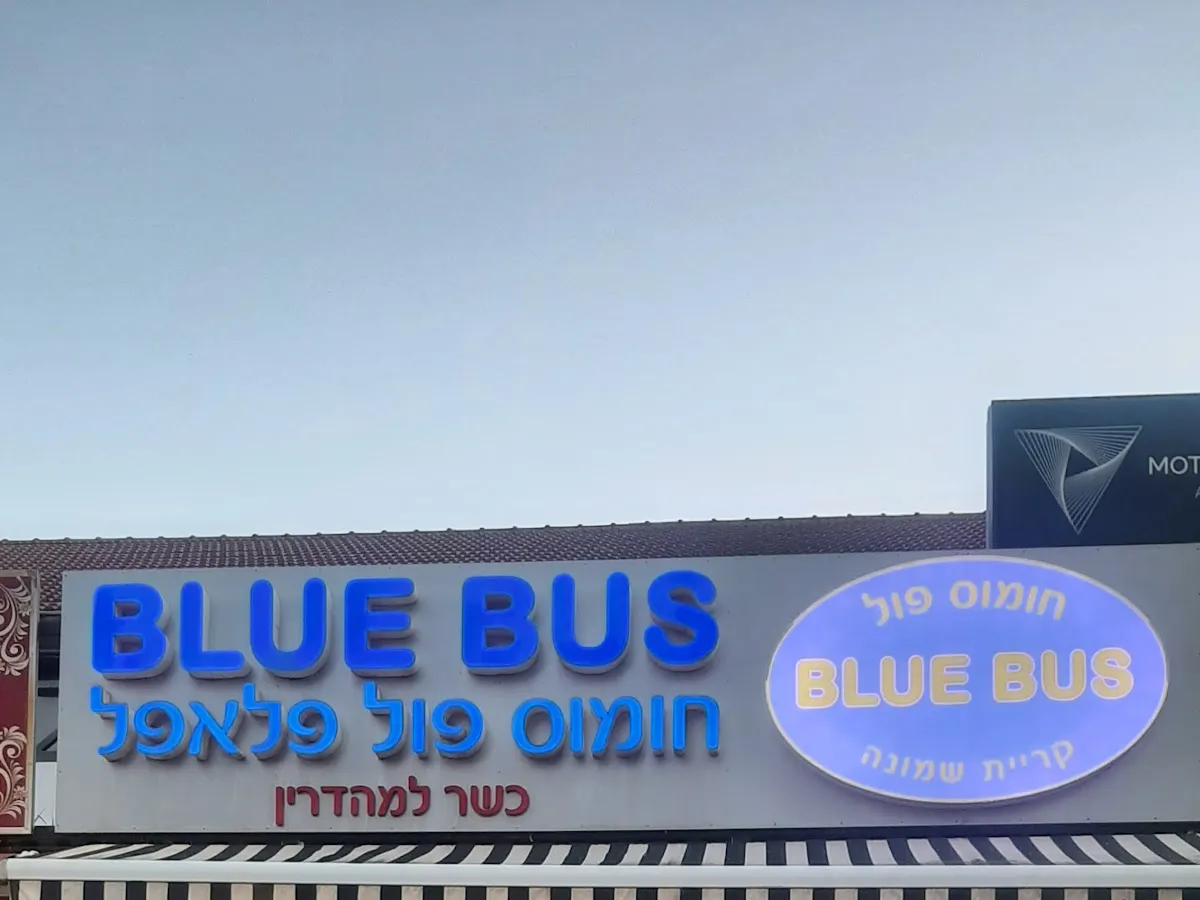 BLUE BUS
חומוס פול פלאפל
כשר למהדרין
חומוס פול
BLUE BUS
קריית שמונה
MOT